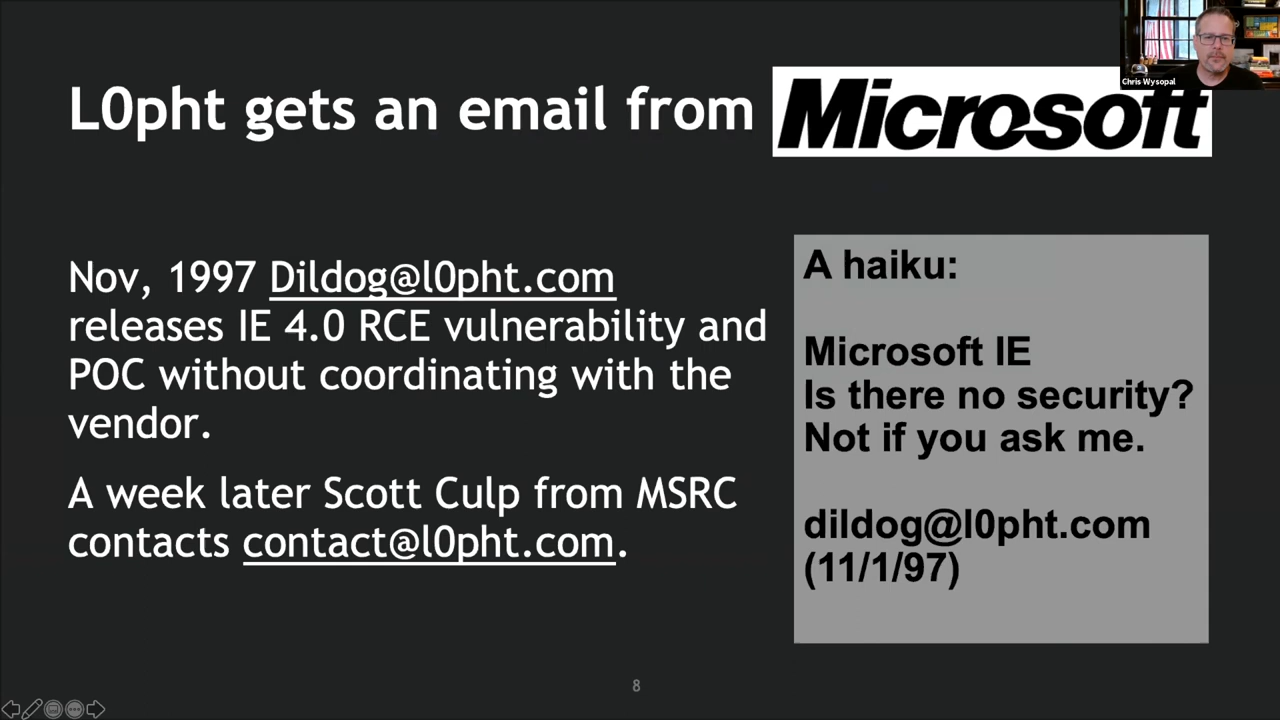 Chris Wysopal
L0pht gets an email from Microsoft
Nov, 1997 Dildog@l0pht.com
releases IE 4.0 RCE vulnerability and
POC without coordinating with the
vendor.
A week later Scott Culp from MSRC
contacts contact@l0pht.com.
A haiku:
Microsoft IE
Is there no security?
Not if you ask me.
dildog@l0pht.com
(11/1/97)
8